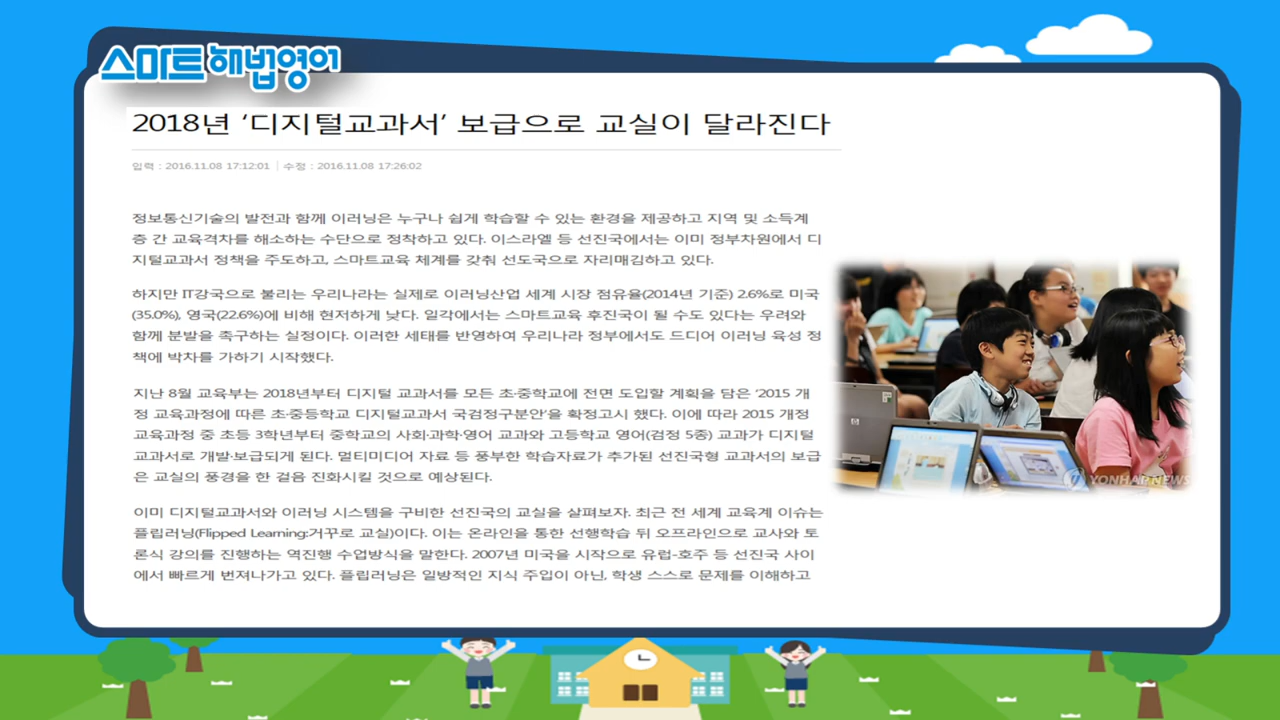 스마트해법영어
2018년 ‘디지털교과서’ 보급으로 교실이 달라진다
입력 : 2016.11.08 17:12:01 | 수정 : 2016.11.08 17:26:02
정보통신기술의 발전과 함께 이러닝은 누구나 쉽게 학습할 수 있는 환경을 제공하고 지역 및 소득계
층 간 교육격차를 해소하는 수단으로 정착하고 있다. 이스라엘 등 선진국에서는 이미 정부차원에서 디
지털교과서 정책을 주도하고, 스마트교육 체계를 갖춰 선도국으로 자리매김하고 있다.
하지만 IT강국으로 불리는 우리나라는 실제로 이러닝산업 세계 시장 점유율(2014년 기준) 2.6%로 미국
(35.0%), 영국(22.6%)에 비해 현저하게 낮다. 일각에서는 스마트교육 후진국이 될 수도 있다는 우려와
함께 분발을 촉구하는 실정이다. 이러한 세태를 반영하여 우리나라 정부에서도 드디어 이러닝 육성 정
책에 박차를 가하기 시작했다.
지난 8월 교육부는 2018년부터 디지털 교과서를 모든 초·중학교에 전면 도입할 계획을 담은 ‘2015 개
정 교육과정에 따른 초·중등학교 디지털교과서 국검정구분안’을 확정고시 했다. 이에 따라 2015 개정
교육과정 중 초등 3학년부터 중학교의 사회·과학·영어 교과와 고등학교 영어(검정 5종) 교과가 디지털
교과서로 개발·보급되게 된다. 멀티미디어 자료 등 풍부한 학습자료가 추가된 선진국형 교과서의 보급
은 교실의 풍경을 한 걸음 진화시킬 것으로 예상된다.
이미 디지털교과서와 이러닝 시스템을 구비한 선진국의 교실을 살펴보자. 최근 전 세계 교육계 이슈는
플립러닝(Flipped Learning:거꾸로 교실)이다. 이는 온라인을 통한 선행학습 뒤 오프라인으로 교사와 토
론식 강의를 진행하는 역진행 수업방식을 말한다. 2007년 미국을 시작으로 유럽-호주 등 선진국 사이
에서 빠르게 번져나가고 있다. 플립러닝은 일방적인 지식 주입이 아닌, 학생 스스로 문제를 이해하고
YONHAP NEWS